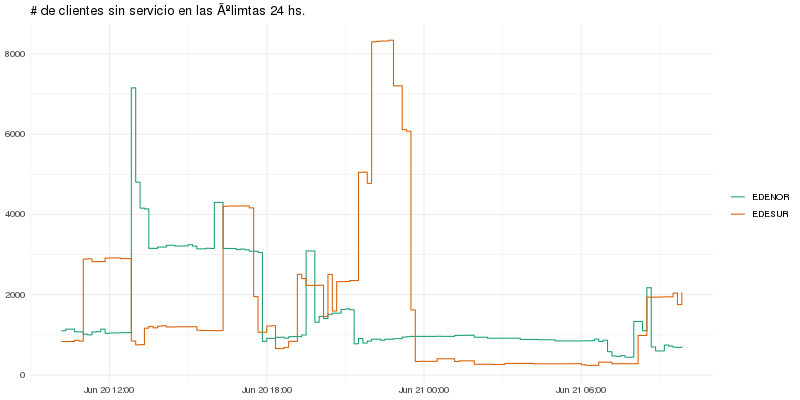 # de clientes sin servicio en las Ãºlimtas 24 hs.
8000
6000
4000
2000
0
Jun 20 12:00
Jun 20 18:00
Jun 21 00:00
Jun 21 06:00
EDENOR
EDESUR